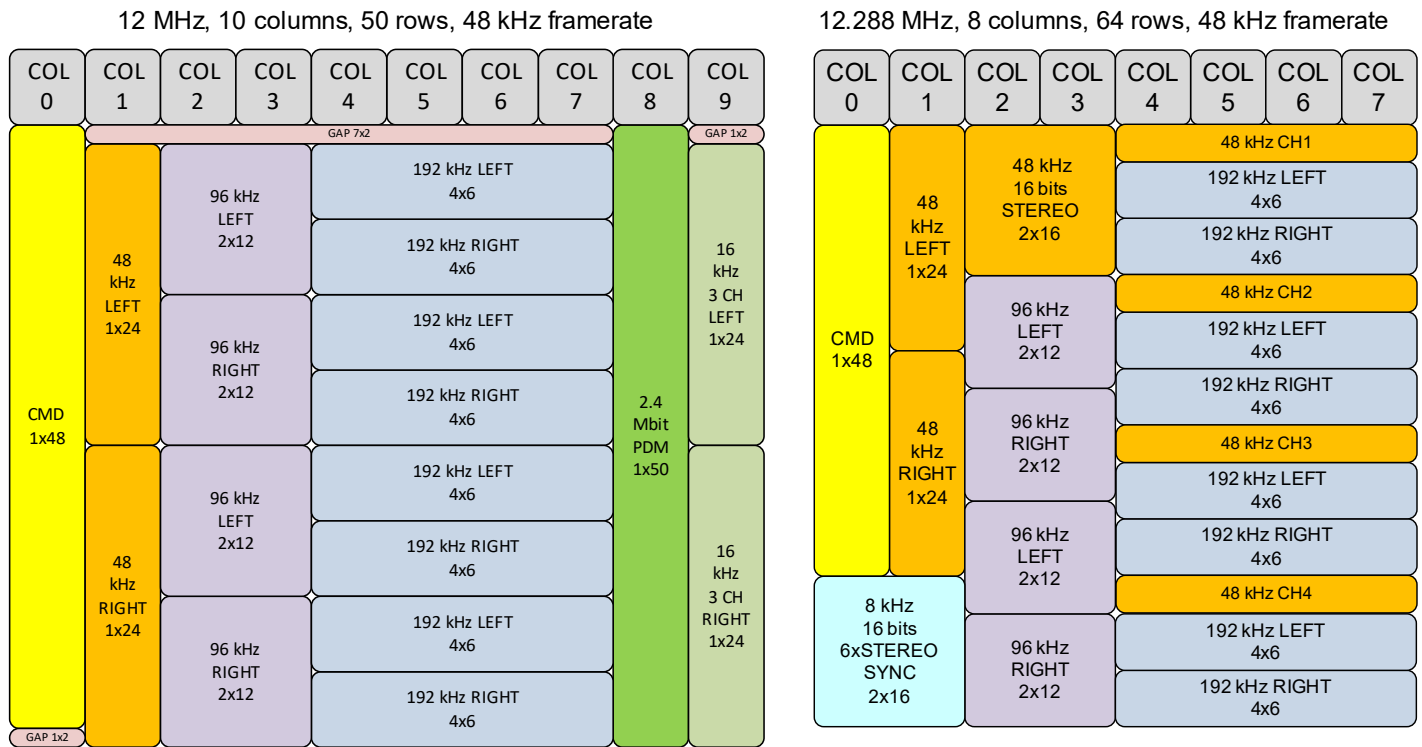 12 MHz, 10 columns, 50 rows, 48 kHz framerate
COL
0
COL
1
COL
2
COL
3
COL
4
COL
5
COL
6
COL
7
COL
8
COL
9
GAP 7x2
GAP 1x2
CMD
1x48
GAP 1x2
48
kHz
LEFT
1x24
48
kHz
RIGHT
1x24
96 kHz
LEFT
2x12
96 kHz
RIGHT
2x12
96 kHz
LEFT
2x12
96 kHz
RIGHT
2x12
192 kHz LEFT
4x6
192 kHz RIGHT
4x6
192 kHz LEFT
4x6
192 kHz RIGHT
4x6
192 kHz LEFT
4x6
192 kHz RIGHT
4x6
192 kHz LEFT
4x6
192 kHz RIGHT
4x6
2.4
Mbit
PDM
1x50
16
kHz
3 CH
LEFT
1x24
16
kHz
3 CH
RIGHT
1x24
12.288 MHz, 8 columns, 64 rows, 48 kHz framerate
COL
0
COL
1
COL
2
COL
3
COL
4
COL
5
COL
6
COL
7
CMD
1x48
8 kHz
16 bits
6xSTEREO
SYNC
2x16
48
kHz
LEFT
1x24
48
kHz
RIGHT
1x24
48 kHz
16 bits
STEREO
2x16
96 kHz
LEFT
2x12
96 kHz
RIGHT
2x12
96 kHz
LEFT
2x12
96 kHz
RIGHT
2x12
48 kHz CH1
192 kHz LEFT
4x6
192 kHz RIGHT
4x6
48 kHz CH2
192 kHz LEFT
4x6
192 kHz RIGHT
4x6
48 kHz CH3
192 kHz LEFT
4x6
192 kHz RIGHT
4x6
48 kHz CH4
192 kHz LEFT
4x6
192 kHz RIGHT
4x6